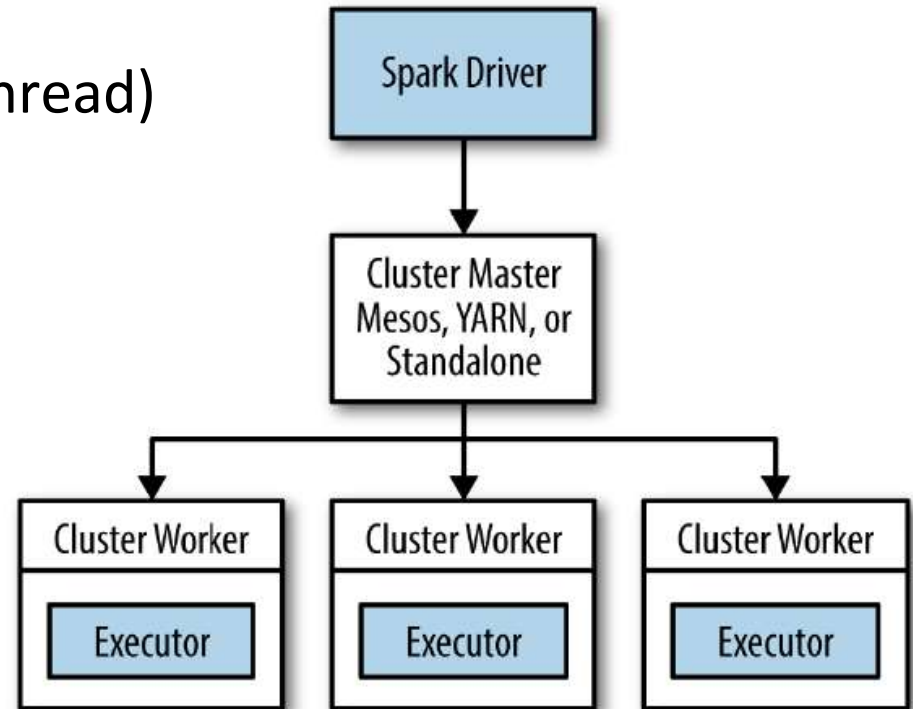 hread)
Spark Driver
Cluster Master
Mesos, YARN, or
Standalone
Cluster Worker
Cluster Worker
Cluster Worker
Executor
Executor
Executor